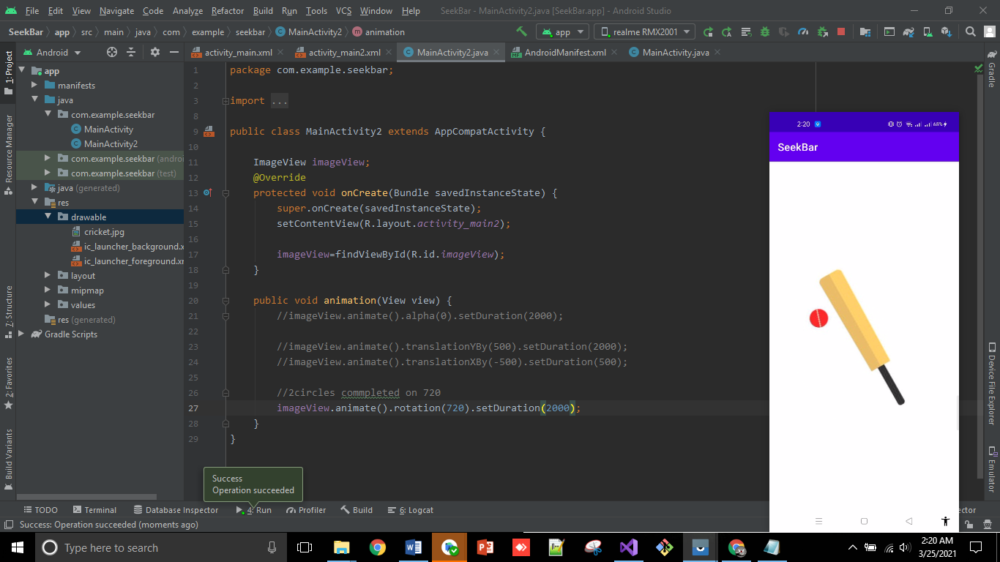 File Edit View Navigate Code Analyze Refactor Build Run Tools VCS Window Help SeekBar - MainActivity2.java [SeekBar.app] - Android Studio
SeekBar app src main java com example seekbar MainActivity2 animation app realme RMX2001
Android
activity_main.xml activity_main2.xml MainActivity2.java AndroidManifest.xml MainActivity.java
1: Project
Resource Manager
7: Structure
2: Favorites
Build Variants
app
manifests
java
com.example.seekbar
MainActivity
MainActivity2
com.example.seekbar (andro
com.example.seekbar (test)
java (generated)
res
drawable
cricket.jpg
ic_launcher_background.x
ic_launcher_foreground.xm
layout
mipmap
values
res (generated)
Gradle Scripts
1 package com.example.seekbar;
2
3 import ...
8
9 public class MainActivity2 extends AppCompatActivity {
10
11 ImageView imageView;
12 @Override
13 protected void onCreate(Bundle savedInstanceState) {
14 super.onCreate(savedInstanceState);
15 setContentView(R.layout.activity_main2);
16
17 imageView=findViewById(R.id.imageView);
18 }
19
20 public void animation(View view) {
21 //imageView.animate().alpha(0).setDuration(2000);
22
23 //imageView.animate().translationYBy(500).setDuration(2000);
24 //imageView.animate().translationXBy(-500).setDuration(500);
25
26 //2circles commpleted on 720
27 imageView.animate().rotation(720).setDuration(2000);
28 }
29 }
2:20 68%
SeekBar
Gradle
Device File Explorer
Emulator
Success
Operation succeeded
TODO Terminal Database Inspector 4: Run Profiler Build 6: Logcat ector
Success: Operation succeeded (moments ago)
Type here to search
2:20 AM
3/25/2021